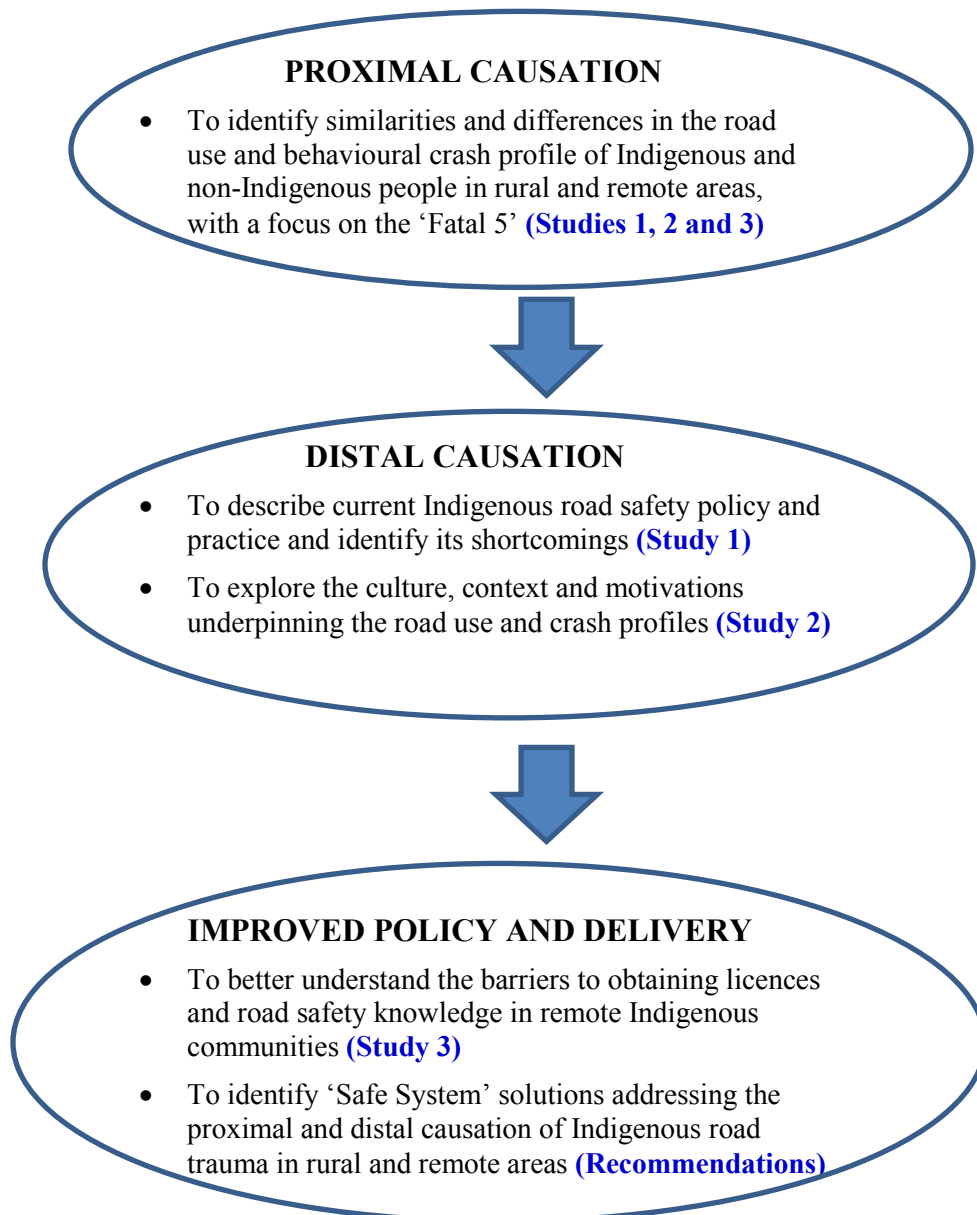 PROXIMAL CAUSATION
• To identify similarities and differences in the road
use and behavioural crash profile of Indigenous and
non-Indigenous people in rural and remote areas,
with a focus on the ‘Fatal 5’ (Studies 1, 2 and 3)
DISTAL CAUSATION
• To describe current Indigenous road safety policy and
practice and identify its shortcomings (Study 1)
• To explore the culture, context and motivations
underpinning the road use and crash profiles (Study 2)
IMPROVED POLICY AND DELIVERY
• To better understand the barriers to obtaining licences
and road safety knowledge in remote Indigenous
communities (Study 3)
• To identify ‘Safe System’ solutions addressing the
proximal and distal causation of Indigenous road
trauma in rural and remote areas (Recommendations)